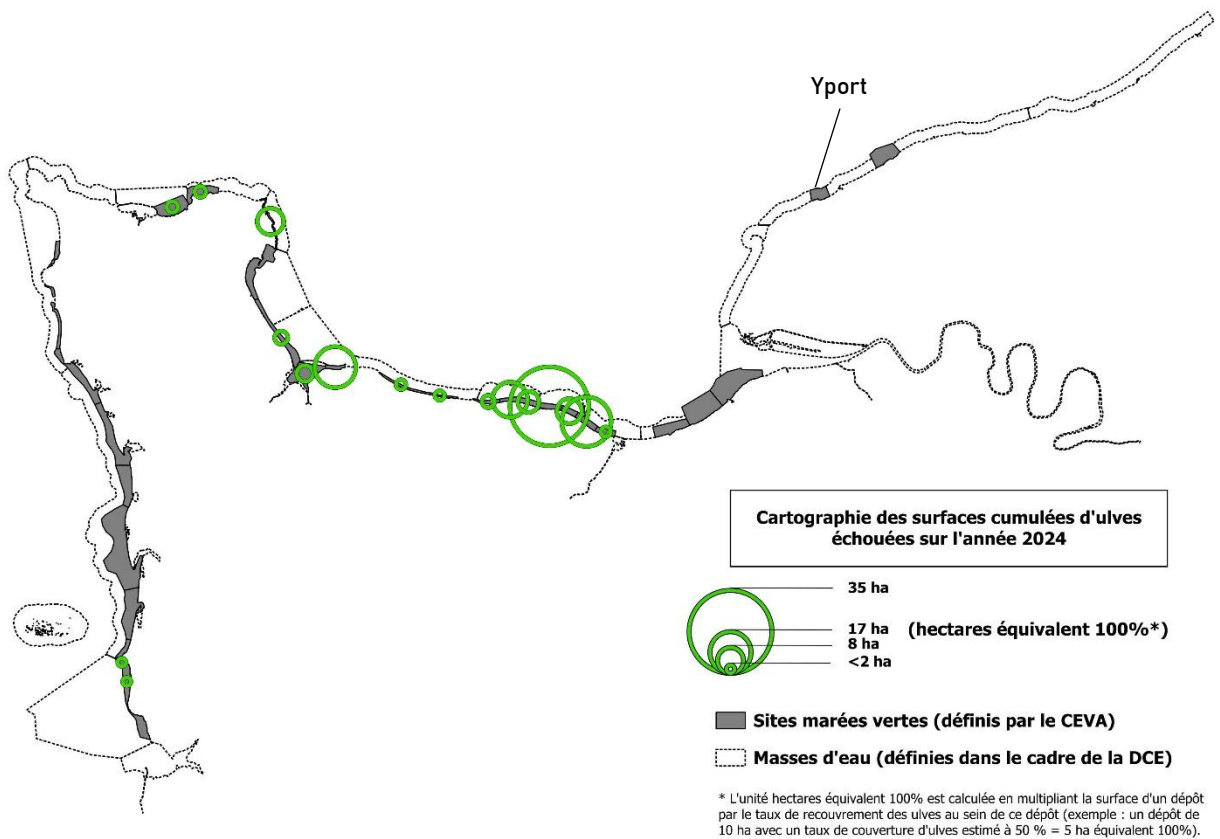 Yport
Cartographie des surfaces cumulées d'ulves
échouées sur l'année 2024
35 ha
17 ha
(hectares équivalent 100%*)
8 ha
<2 ha
Sites marées vertes (définis par le CEVA)
Masses d'eau (définies dans le cadre de la DCE)
* L'unité hectares équivalent 100% est calculée en multipliant la surface d'un dépôt
par le taux de recouvrement des ulves au sein de ce dépôt (exemple : un dépôt de
10 ha avec un taux de couverture d'ulves estimé à 50 % = 5 ha équivalent 100%).